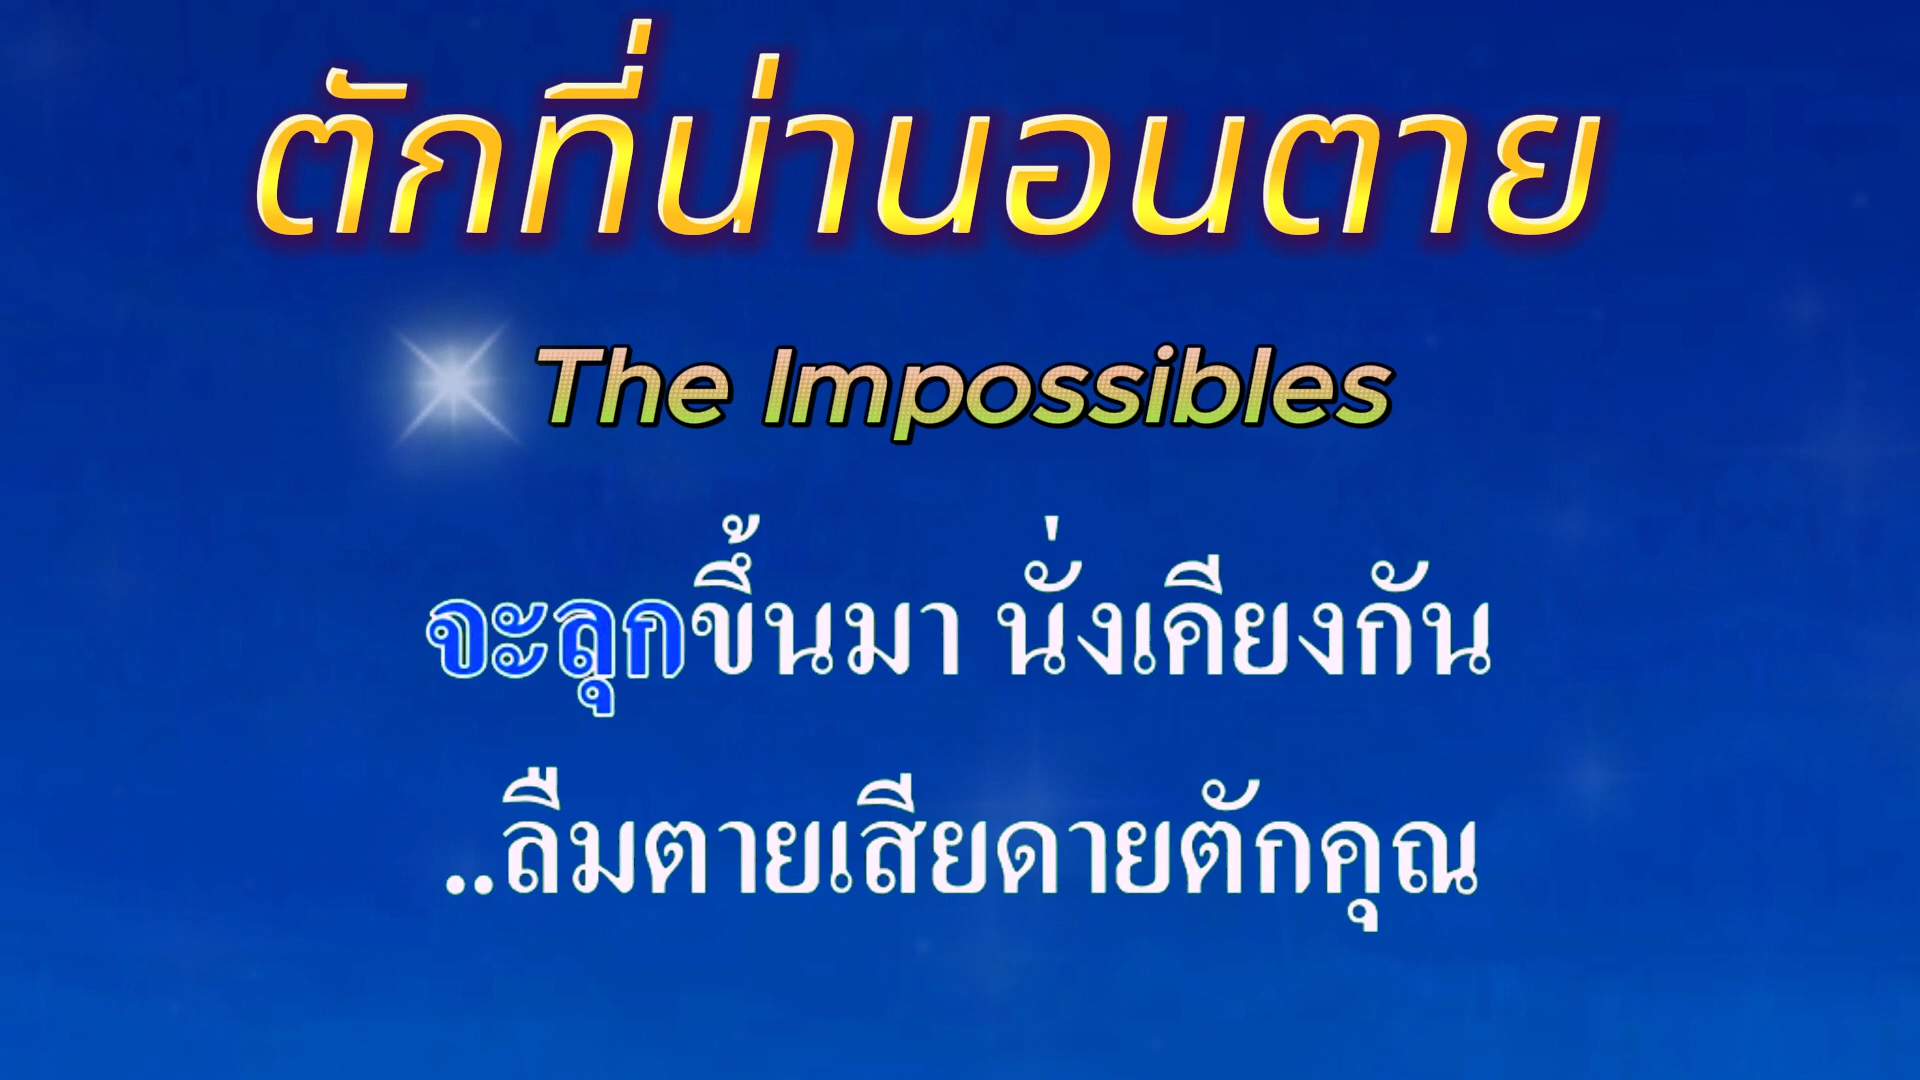 ตักที่น่านอนตาย
The Impossibles
จะลุกขึ้นมา นั่งเคียงกัน
..ลืมตายเสียดายตักคุณ